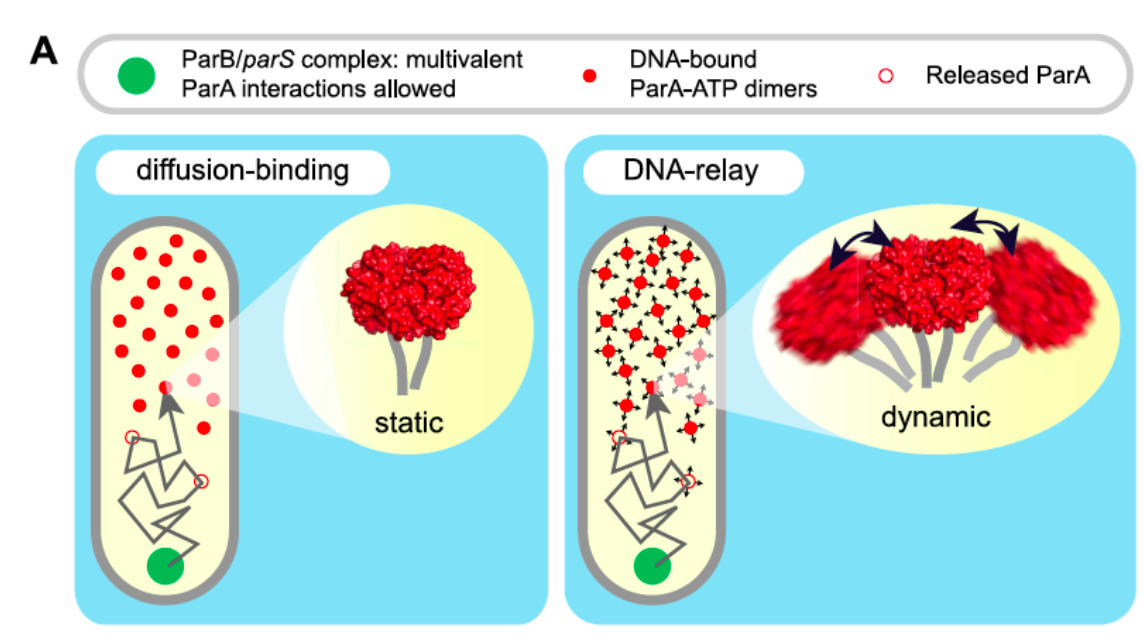 A
ParB/parS complex: multivalent
ParA interactions allowed
DNA-bound
ParA-ATP dimers
Released ParA
diffusion-binding
static
DNA-relay
dynamic